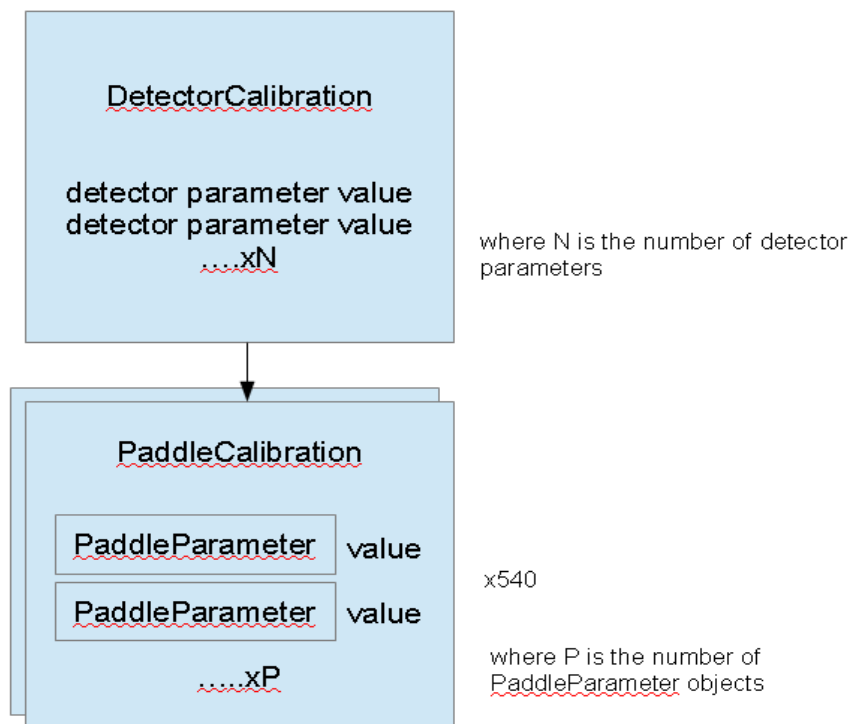 DetectorCalibration
detector parameter value
detector parameter value
....xN
where N is the number of detector
parameters
PaddleCalibration
PaddleParameter value
PaddleParameter value
.....xP
x540
where P is the number of
PaddleParameter objects